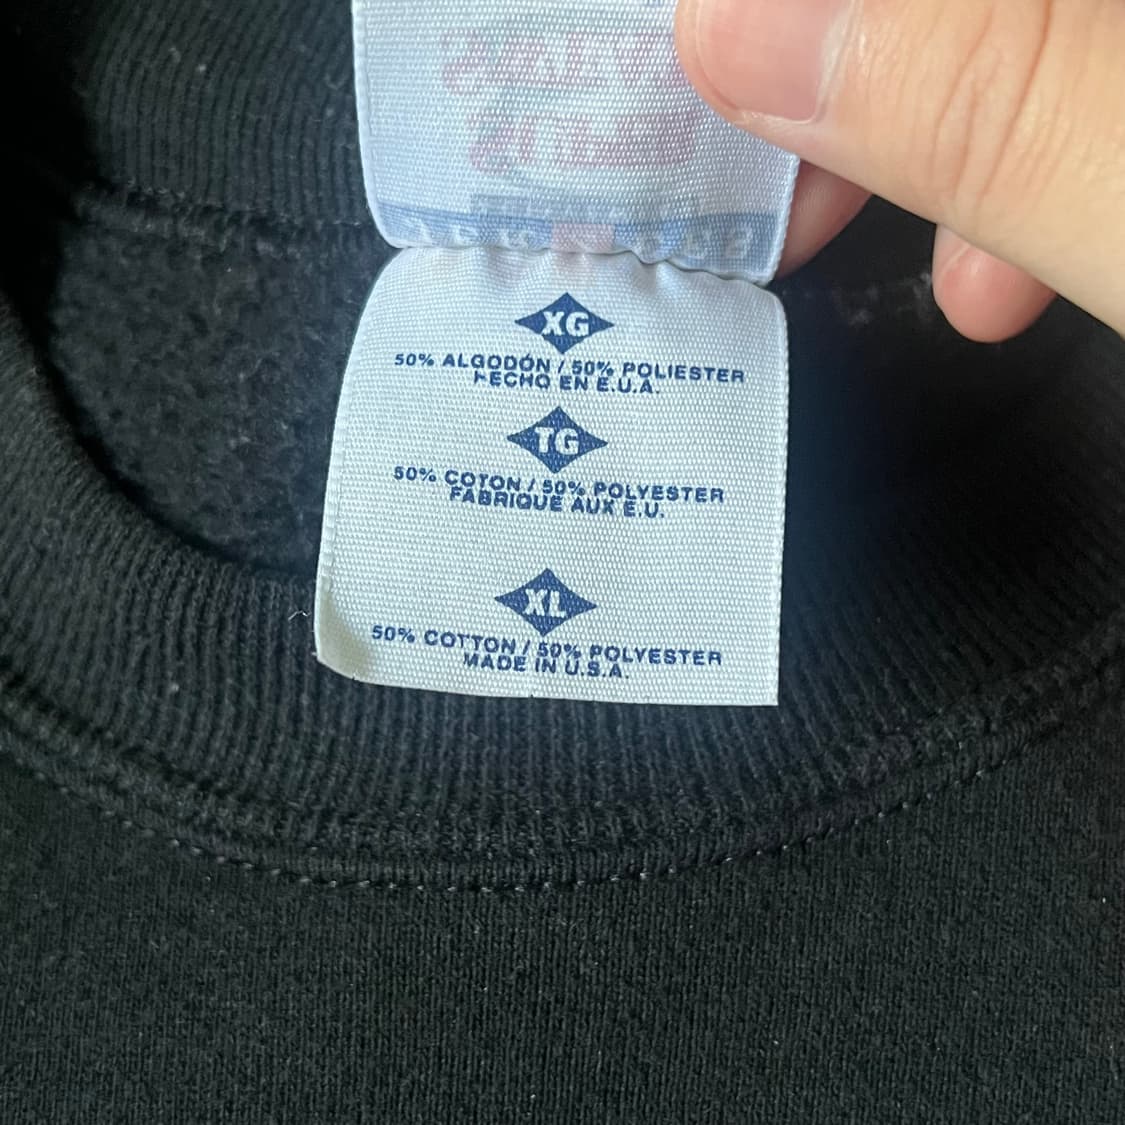 XG
50% ALGODÓN / 50% POLIESTER
HECHO EN E.U.A.
TG
50% COTON / 50% POLYESTER
FABRIQUE AUX E.U.
XL
50% COTTON / 50% POLYESTER
MADE IN U.S.A.